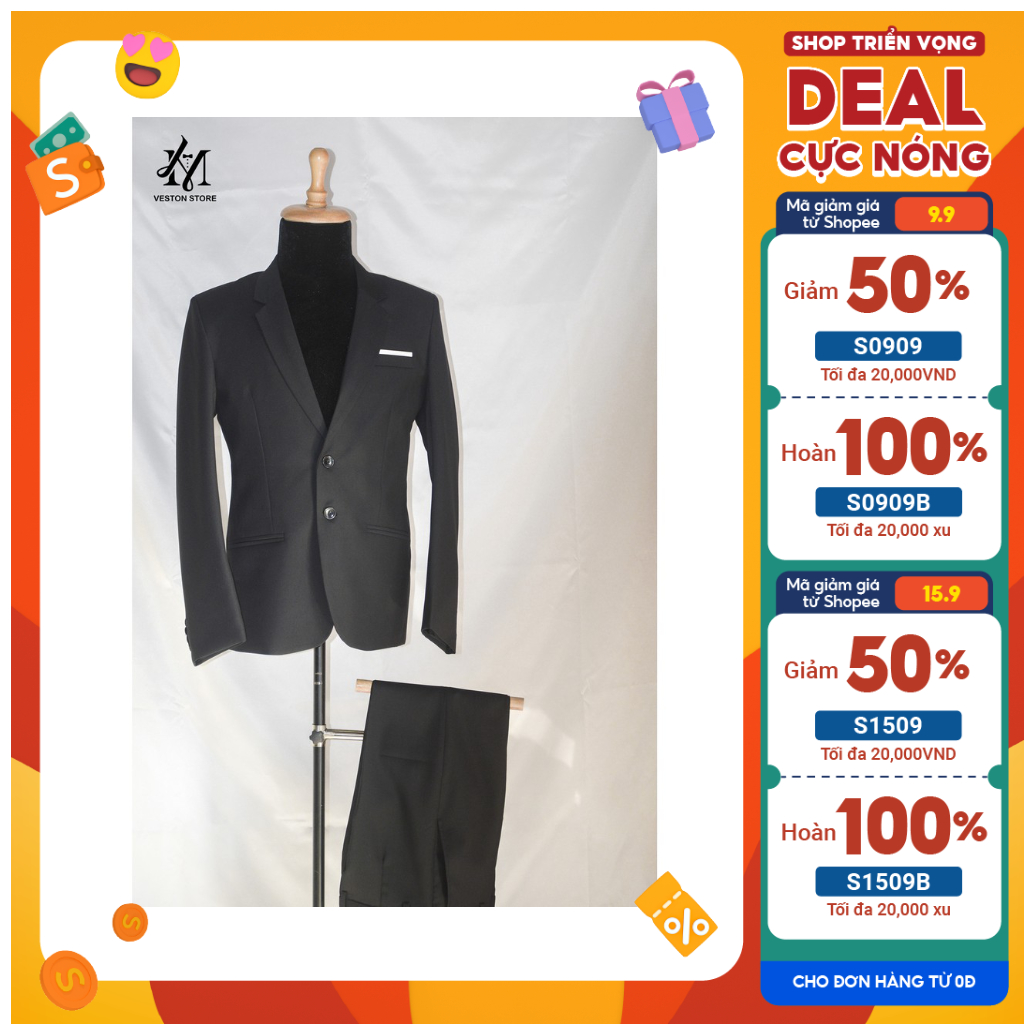 VESTON STORE
S
SHOP TRIỂN VỌNG
DEAL
CỰC NÓNG
Mã giảm giá
từ Shopee
9.9
Giảm 50%
S0909
Tối đa 20,000VND
Hoàn 100%
S0909B
Tối đa 20,000 xu
Mã giảm giá
từ Shopee
15.9
Giảm 50%
S1509
Tối đa 20,000VND
Hoàn 100%
S1509B
Tối đa 20,000 xu
%
S
S
CHO ĐƠN HÀNG TỪ 0Đ